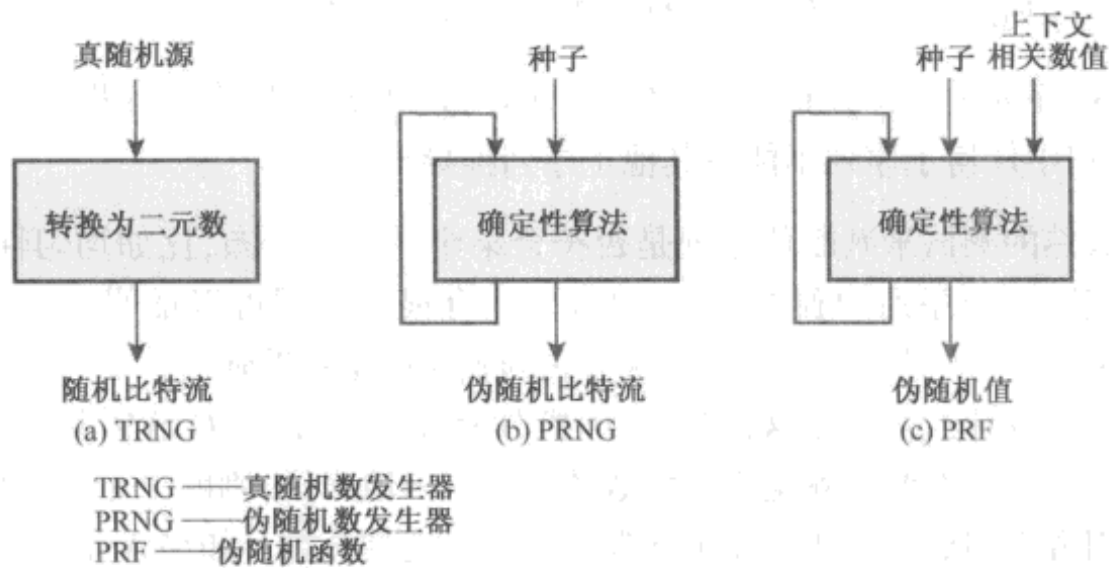 真随机源
种子
种子
上下文
相关数值
转换为二元数
确定性算法
确定性算法
随机比特流
伪随机比特流
伪随机值
(a) TRNG
(b) PRNG
(c) PRF
TRNG——真随机数发生器
PRNG——伪随机数发生器
PRF——伪随机函数